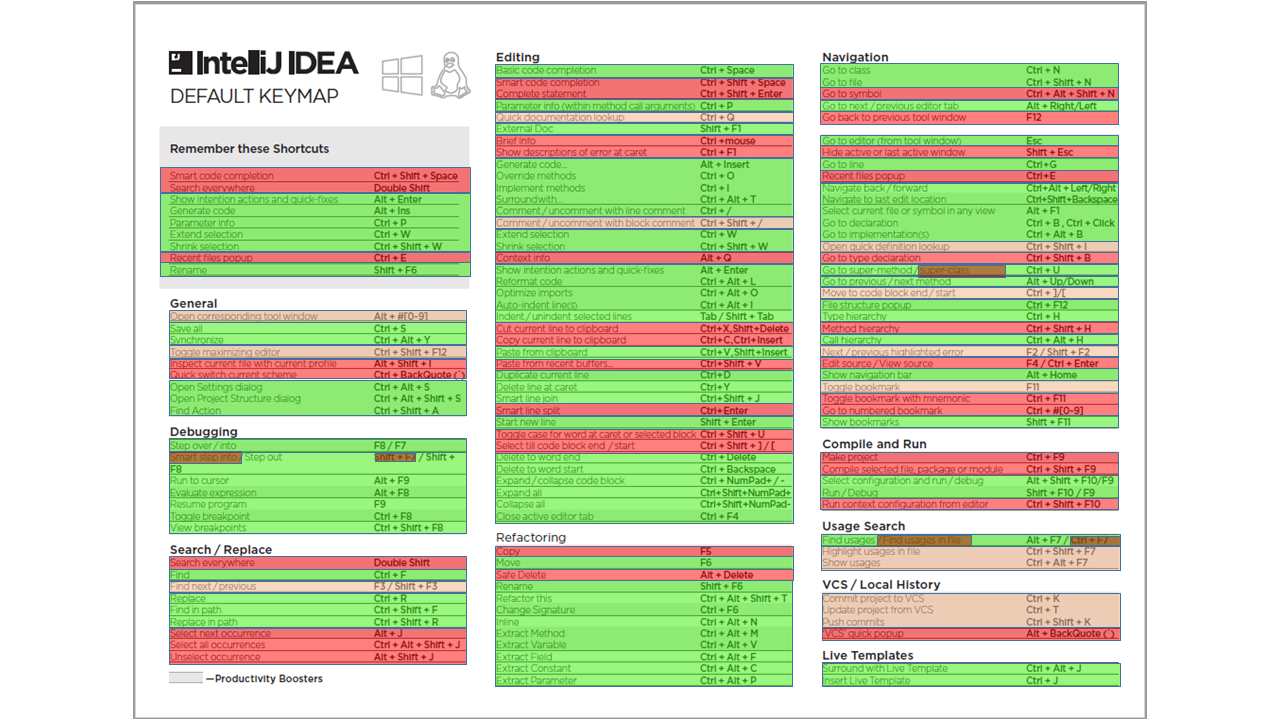 IntelliJ IDEA
DEFAULT KEYMAP
Remember these Shortcuts
Smart code completion Ctrl + Shift + Space
Search everywhere Double Shift
Show intention actions and quick-fixes Alt + Enter
Generate code Alt + Ins
Parameter info Ctrl + P
Extend selection Ctrl + W
Shrink selection Ctrl + Shift + W
Recent files popup Ctrl + E
Rename Shift + F6
General
Open corresponding tool window Alt + #[0-9]
Save all Ctrl + S
Synchronize Ctrl + Alt + Y
Toggle maximizing editor Ctrl + Shift + F12
Inspect current file with current profile Alt + Shift + I
Quick switch current scheme Ctrl + BackQuote (`)
Open Settings dialog Ctrl + Alt + S
Open Project Structure dialog Ctrl + Alt + Shift + S
Find Action Ctrl + Shift + A
Debugging
Step over / into F8 / F7
Smart step into / Step out Shift + F7 / Shift +
F8
Run to cursor Alt + F9
Evaluate expression Alt + F8
Resume program F9
Toggle breakpoint Ctrl + F8
View breakpoints Ctrl + Shift + F8
Search / Replace
Search everywhere Double Shift
Find Ctrl + F
Find next / previous F3 / Shift + F3
Replace Ctrl + R
Find in path Ctrl + Shift + F
Replace in path Ctrl + Shift + R
Select next occurrence Alt + J
Select all occurrences Ctrl + Alt + Shift + J
Unselect occurrence Alt + Shift + J
—Productivity Boosters
Editing
Basic code completion Ctrl + Space
Smart code completion Ctrl + Shift + Space
Complete statement Ctrl + Shift + Enter
Parameter info (within method call arguments) Ctrl + P
Quick documentation lookup Ctrl + Q
External Doc Shift + F1
Brief Info Ctrl +mouse
Show descriptions of error at caret Ctrl + F1
Generate code... Alt + Insert
Override methods Ctrl + O
Implement methods Ctrl + I
Surround with... Ctrl + Alt + T
Comment / uncomment with line comment Ctrl + /
Comment / uncomment with block comment Ctrl + Shift + /
Extend selection Ctrl + W
Shrink selection Ctrl + Shift + W
Context info Alt + Q
Show intention actions and quick-fixes Alt + Enter
Reformat code Ctrl + Alt + L
Optimize imports Ctrl + Alt + O
Auto-indent line(s) Ctrl + Alt + I
Indent / unindent selected lines Tab / Shift + Tab
Cut current line to clipboard Ctrl+X,Shift+Delete
Copy current line to clipboard Ctrl+C,Ctrl+Insert
Paste from clipboard Ctrl+V,Shift+Insert
Paste from recent buffers... Ctrl+Shift + V
Duplicate current line Ctrl+D
Delete line at caret Ctrl+Y
Smart line join Ctrl+Shift + J
Smart line split Ctrl+Enter
Start new line Shift + Enter
Toggle case for word at caret or selected block Ctrl + Shift + U
Select till code block end / start Ctrl + Shift + ] / [
Delete to word end Ctrl + Delete
Delete to word start Ctrl + Backspace
Expand / collapse code block Ctrl + NumPad+ / -
Expand all Ctrl+Shift+NumPad+
Collapse all Ctrl+Shift+NumPad-
Close active editor tab Ctrl + F4
Refactoring
Copy F5
Move F6
Safe Delete Alt + Delete
Rename Shift + F6
Refactor this Ctrl + Alt + Shift + T
Change Signature Ctrl + F6
Inline Ctrl + Alt + N
Extract Method Ctrl + Alt + M
Extract Variable Ctrl + Alt + V
Extract Field Ctrl + Alt + F
Extract Constant Ctrl + Alt + C
Extract Parameter Ctrl + Alt + P
Navigation
Go to class Ctrl + N
Go to file Ctrl + Shift + N
Go to symbol Ctrl + Alt + Shift + N
Go to next / previous editor tab Alt + Right/Left
Go back to previous tool window F12
Go to editor (from tool window) Esc
Hide active or last active window Shift + Esc
Go to line Ctrl+G
Recent files popup Ctrl+E
Navigate back / forward Ctrl+Alt + Left/Right
Navigate to last edit location Ctrl+Shift+Backspace
Select current file or symbol in any view Alt + F1
Go to declaration Ctrl + B , Ctrl + Click
Go to implementation(s) Ctrl + Alt + B
Open quick definition lookup Ctrl + Shift + I
Go to type declaration Ctrl + Shift + B
Go to super-method / super-class Ctrl + U
Go to previous / next method Alt + Up/Down
Move to code block end / start Ctrl + ]/[
File structure popup Ctrl + F12
Type hierarchy Ctrl + H
Method hierarchy Ctrl + Shift + H
Call hierarchy Ctrl + Alt + H
Next / previous highlighted error F2 / Shift + F2
Edit source / View source F4 / Ctrl + Enter
Show navigation bar Alt + Home
Toggle bookmark F11
Toggle bookmark with mnemonic Ctrl + F11
Go to numbered bookmark Ctrl + #[0-9]
Show bookmarks Shift + F11
Compile and Run
Make project Ctrl + F9
Compile selected file, package or module Ctrl + Shift + F9
Select configuration and run / debug Alt + Shift + F10/F9
Run / Debug Shift + F10 / F9
Run context configuration from editor Ctrl + Shift + F10
Usage Search
Find usages / Find usages in file Alt + F7 / Ctrl + F7
Highlight usages in file Ctrl + Shift + F7
Show usages Ctrl + Alt + F7
VCS / Local History
Commit project to VCS Ctrl + K
Update project from VCS Ctrl + T
Push commits Ctrl + Shift + K
'VCS' quick popup Alt + BackQuote (`)
Live Templates
Surround with Live Template Ctrl + Alt + J
Insert Live Template Ctrl + J